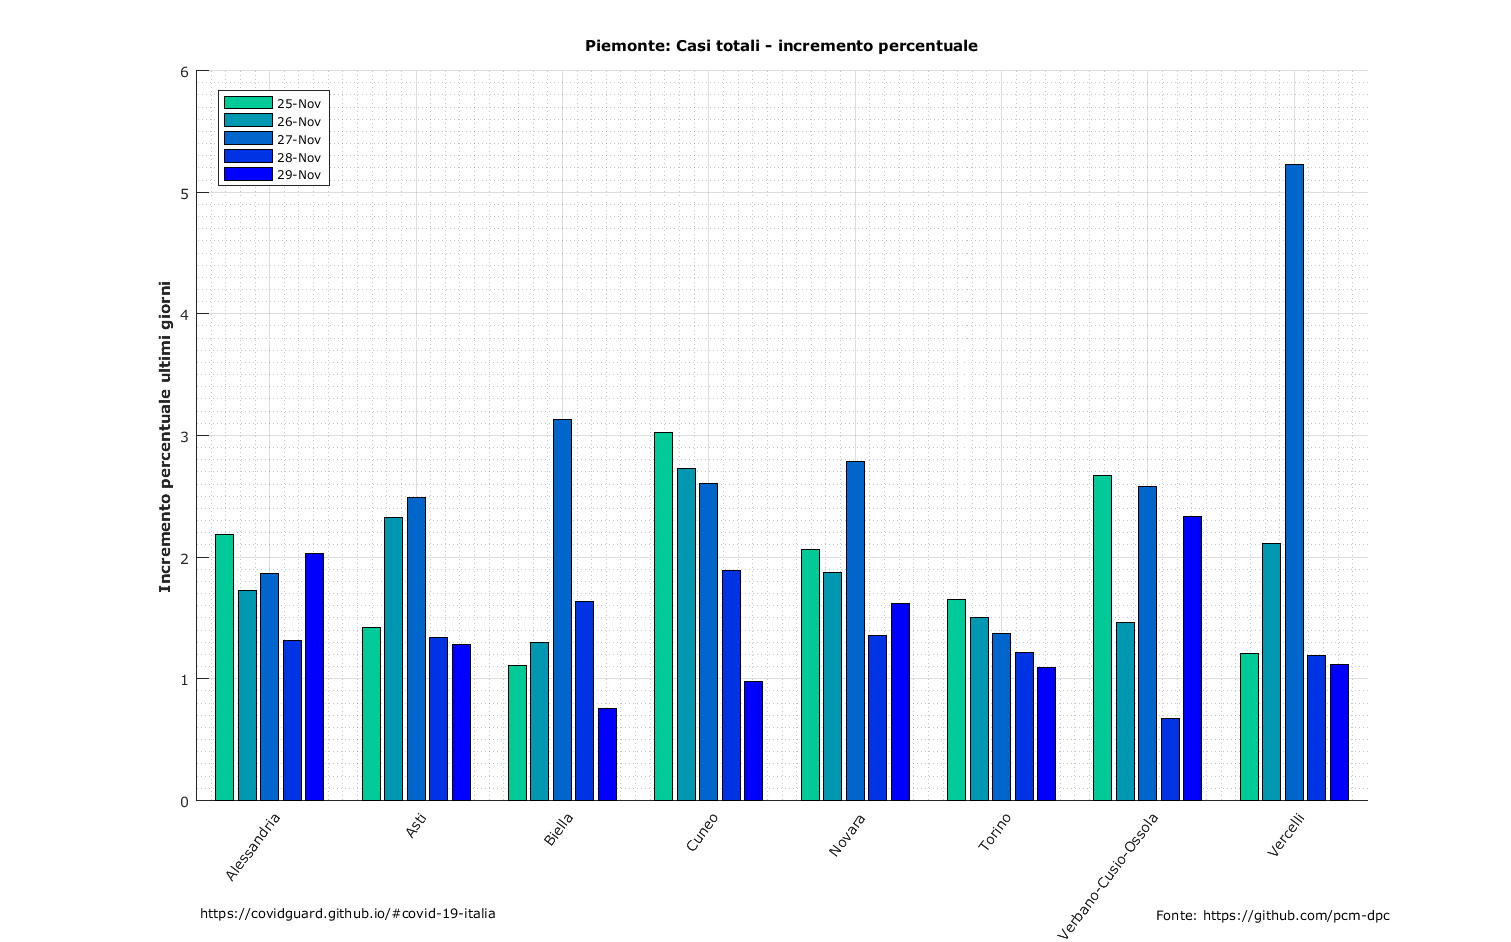 Piemonte: Casi totali - incremento percentuale
6
5
4
3
2
1
0
Incremento percentuale ultimi giorni
25-Nov
26-Nov
27-Nov
28-Nov
29-Nov
Alessandria
Asti
Biella
Cuneo
Novara
Torino
Verbano-Cusio-Ossola
Vercelli
https://covidguard.github.io/#covid-19-italia
Fonte: https://github.com/pcm-dpc